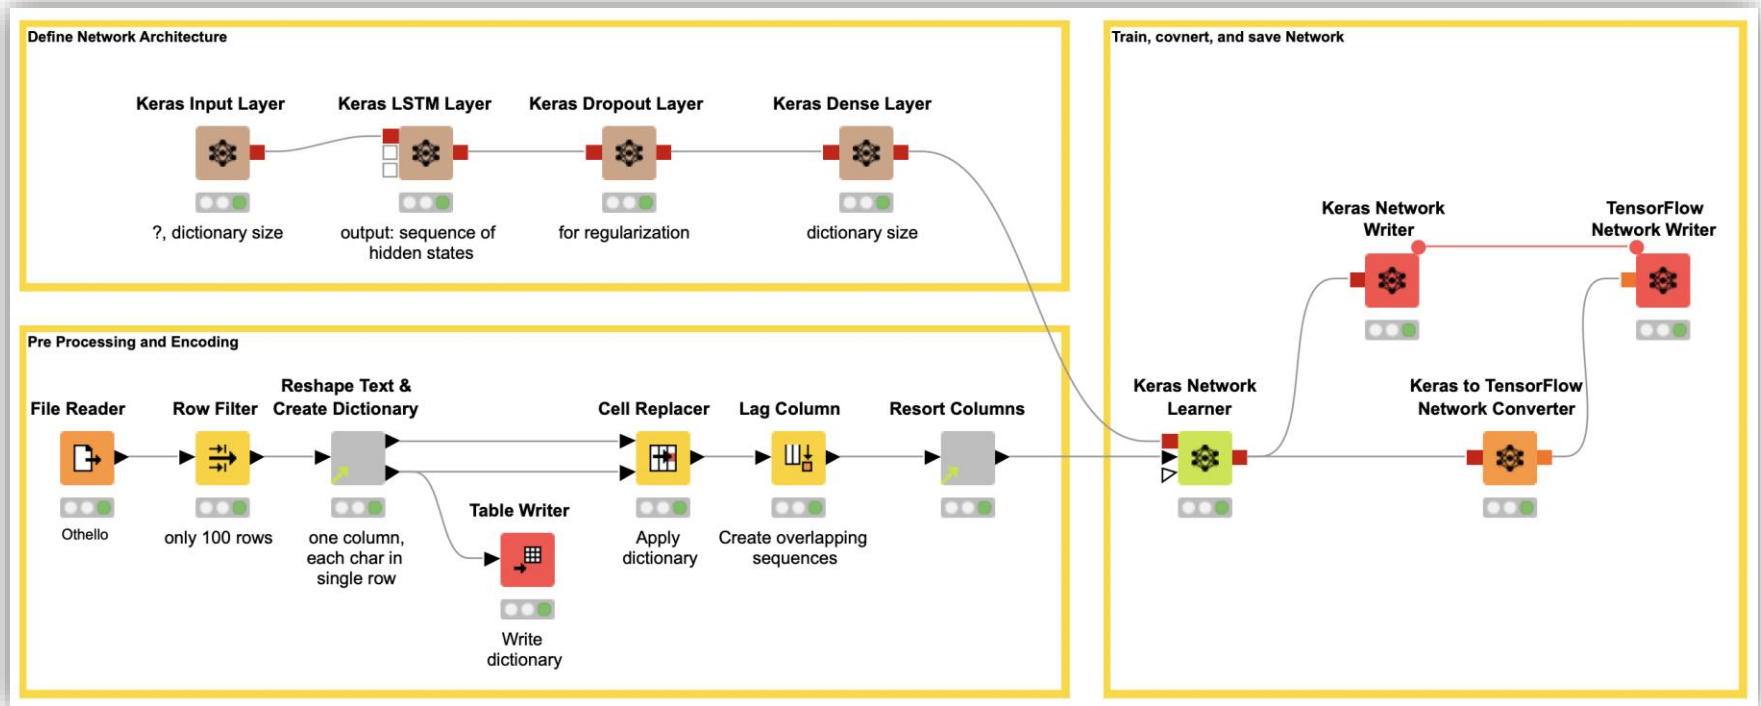 Define Network Architecture
Keras Input Layer
Keras LSTM Layer
Keras Dropout Layer
Keras Dense Layer
?, dictionary size
output: sequence of
hidden states
for regularization
dictionary size
Pre Processing and Encoding
File Reader
Row Filter
Reshape Text &
Create Dictionary
Cell Replacer
Lag Column
Resort Columns
Othello
only 100 rows
one column,
each char in
single row
Table Writer
Write
dictionary
Apply
dictionary
Create overlapping
sequences
Train, covnert, and save Network
Keras Network
Writer
TensorFlow
Network Writer
Keras Network
Learner
Keras to TensorFlow
Network Converter